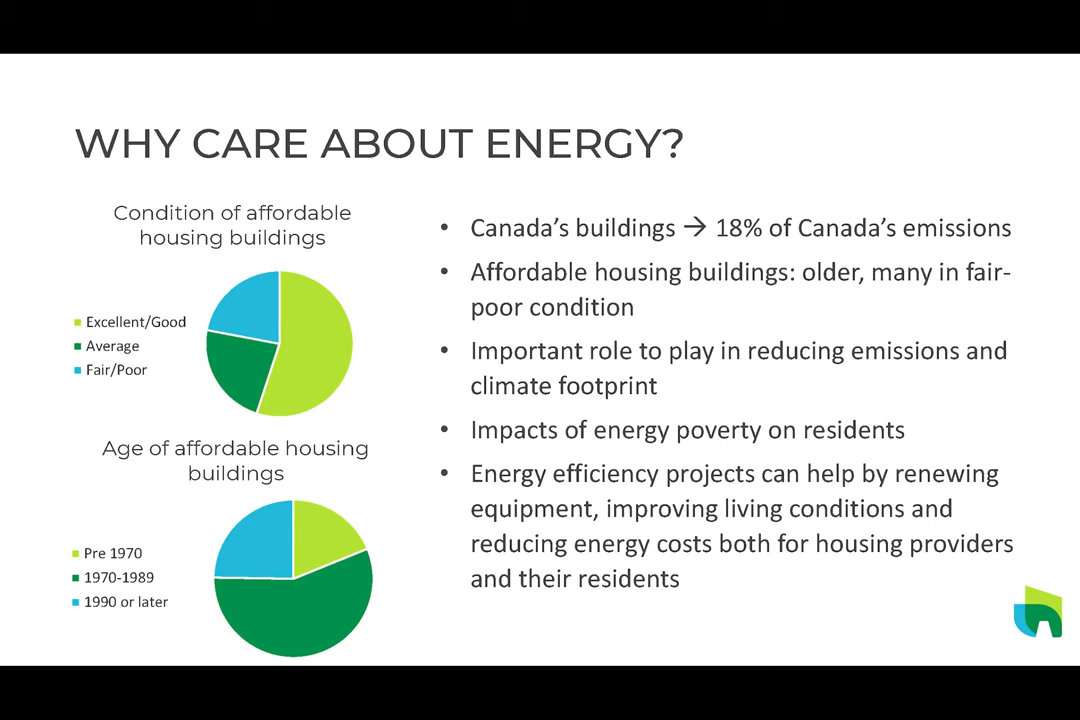 WHY CARE ABOUT ENERGY?
Condition of affordable
housing buildings
Excellent/Good
Average
Fair/Poor
Age of affordable housing
buildings
Pre 1970
1970-1989
1990 or later
• Canada’s buildings → 18% of Canada’s emissions
• Affordable housing buildings: older, many in fair-
poor condition
• Important role to play in reducing emissions and
climate footprint
• Impacts of energy poverty on residents
• Energy efficiency projects can help by renewing
equipment, improving living conditions and
reducing energy costs both for housing providers
and their residents